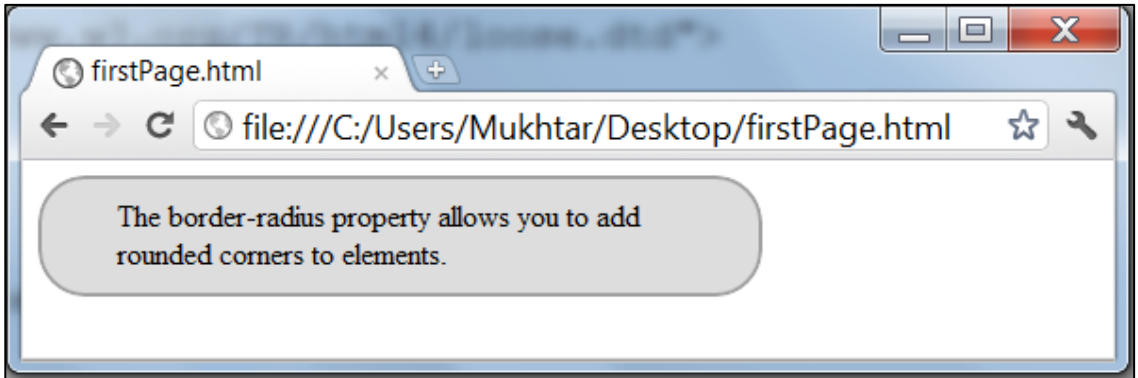 firstPage.html
file:///C:/Users/Mukhtar/Desktop/firstPage.html
The border-radius property allows you to add
rounded corners to elements.